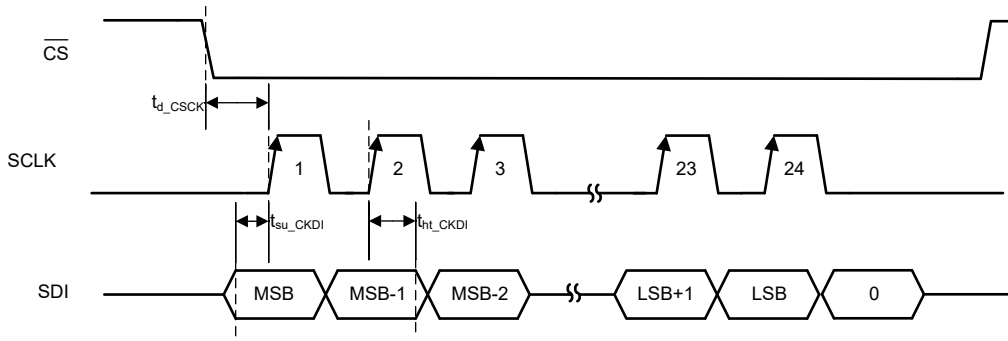 C̅S̅
t_d_CSCK
SCLK
1 2 3 23 24
t_su_CKDI t_ht_CKDI
SDI
MSB MSB-1 MSB-2 LSB+1 LSB 0